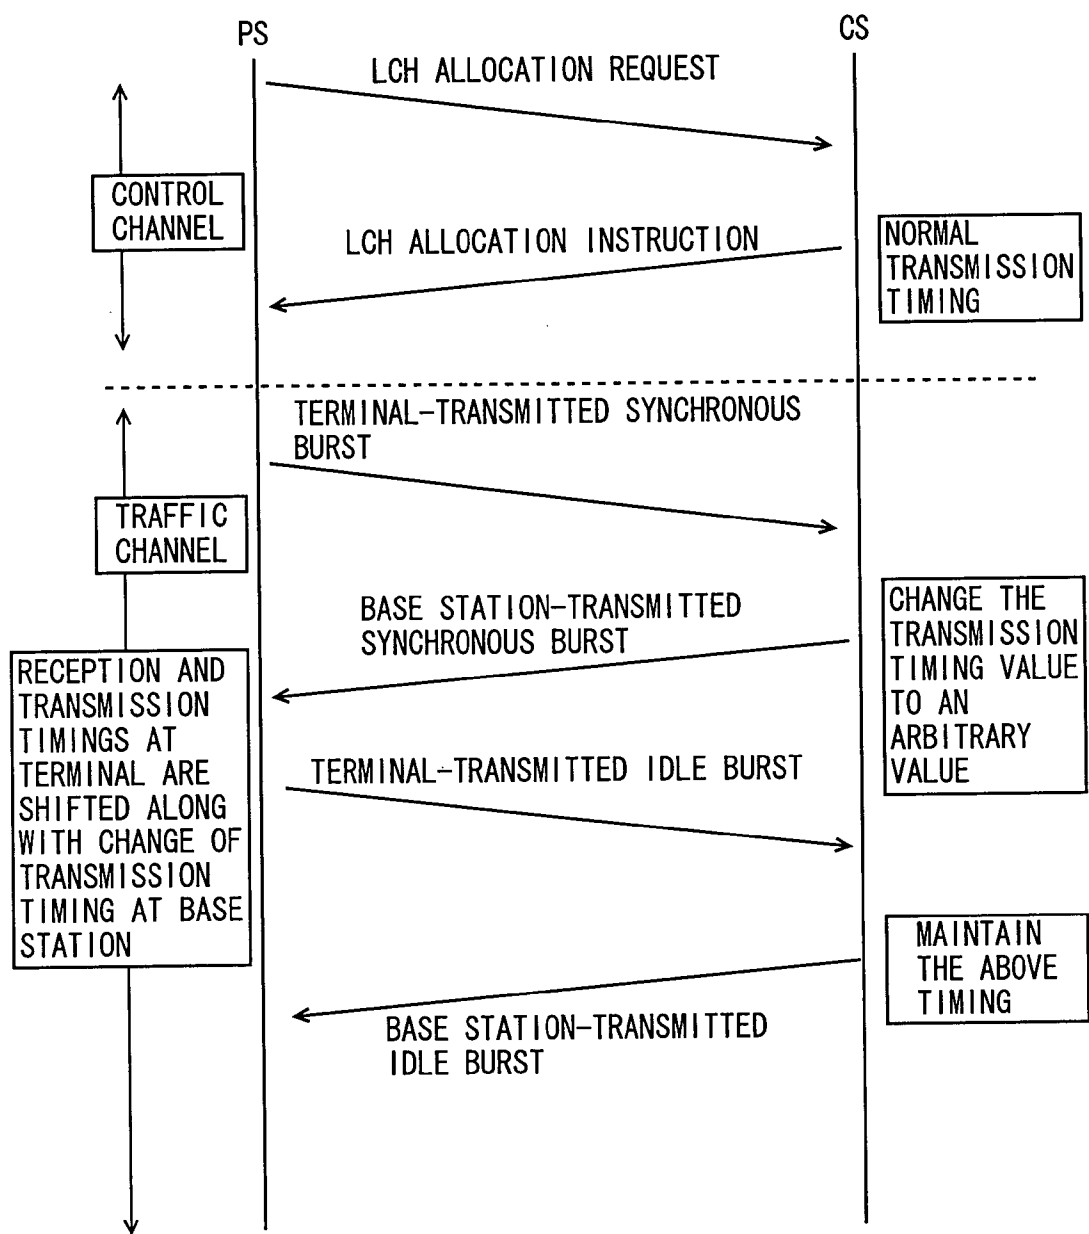 PS
CS
LCH ALLOCATION REQUEST
CONTROL
CHANNEL
LCH ALLOCATION INSTRUCTION
NORMAL
TRANSMISSION
TIMING
TERMINAL-TRANSMITTED SYNCHRONOUS
BURST
TRAFFIC
CHANNEL
BASE STATION-TRANSMITTED
SYNCHRONOUS BURST
CHANGE THE
TRANSMISSION
TIMING VALUE
TO AN
ARBITRARY
VALUE
RECEPTION AND
TRANSMISSION
TIMINGS AT
TERMINAL ARE
SHIFTED ALONG
WITH CHANGE OF
TRANSMISSION
TIMING AT BASE
STATION
TERMINAL-TRANSMITTED IDLE BURST
MAINTAIN
THE ABOVE
TIMING
BASE STATION-TRANSMITTED
IDLE BURST